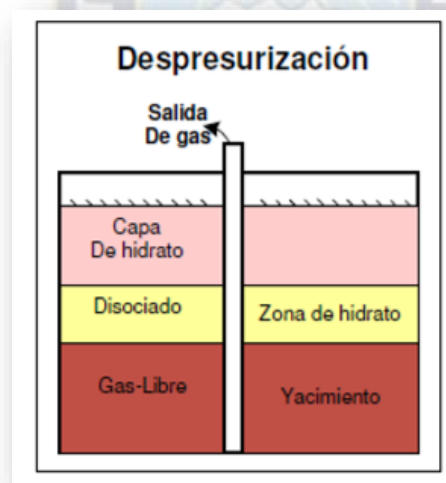 Despresurización
Salida
De gas
Capa
De hidrato
Disociado
Zona de hidrato
Gas-Libre
Yacimiento